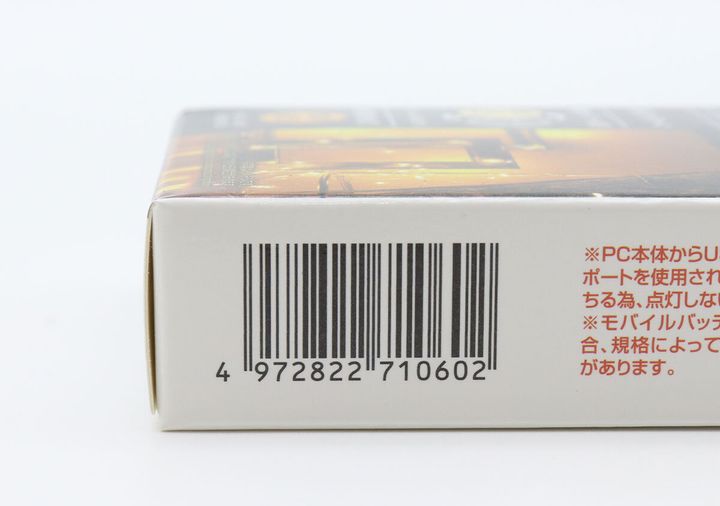 4 972822 710602
※PC本体からU
ポートを使用され
ちる為、点灯しな
※モバイルバッテ
合、規格によって
があります。